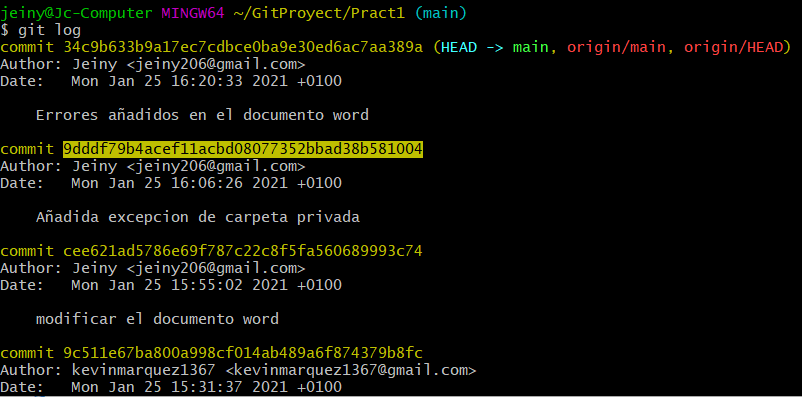 jeiny@Jc-Computer MINGW64 ~/GitProyect/Pract1 (main)
$ git log
commit 34c9b633b9a17ec7cdbce0ba9e30ed6ac7aa389a (HEAD -> main, origin/main, origin/HEAD)
Author: Jeiny <jeiny206@gmail.com>
Date:   Mon Jan 25 16:20:33 2021 +0100

    Errores añadidos en el documento word

commit 9dddf79b4acef11acbd08077352bbad38b581004
Author: Jeiny <jeiny206@gmail.com>
Date:   Mon Jan 25 16:06:26 2021 +0100

    Añadida excepcion de carpeta privada

commit cee621ad5786e69f787c22c8f5fa560689993c74
Author: Jeiny <jeiny206@gmail.com>
Date:   Mon Jan 25 15:55:02 2021 +0100

    modificar el documento word

commit 9c511e67ba800a998cf014ab489a6f874379b8fc
Author: kevinmarquez1367 <kevinmarquez1367@gmail.com>
Date:   Mon Jan 25 15:31:37 2021 +0100